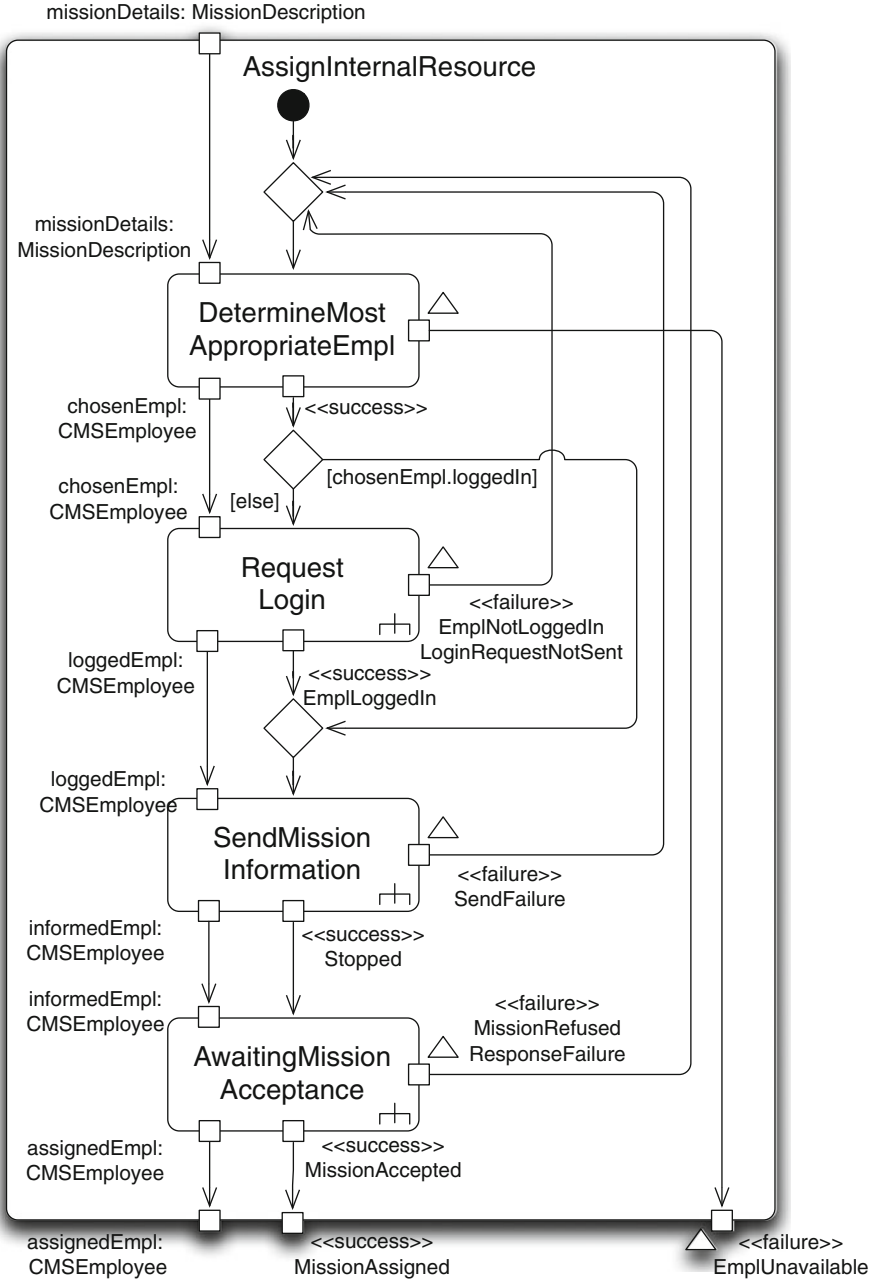 missionDetails: MissionDescription
AssignInternalResource
missionDetails:
MissionDescription
DetermineMost
AppropriateEmpl
chosenEmpl:
CMSEmployee
<<success>>
[chosenEmpl.loggedIn]
chosenEmpl:
CMSEmployee
[else]
Request
Login
<<failure>>
EmplNotLoggedIn
LoginRequestNotSent
loggedEmpl:
CMSEmployee
<<success>>
EmplLoggedIn
loggedEmpl:
CMSEmployee
SendMission
Information
<<failure>>
SendFailure
informedEmpl:
CMSEmployee
<<success>>
Stopped
informedEmpl:
CMSEmployee
<<failure>>
MissionRefused
ResponseFailure
AwaitingMission
Acceptance
assignedEmpl:
CMSEmployee
<<success>>
MissionAccepted
assignedEmpl:
CMSEmployee
<<success>>
MissionAssigned
<<failure>>
EmplUnavailable